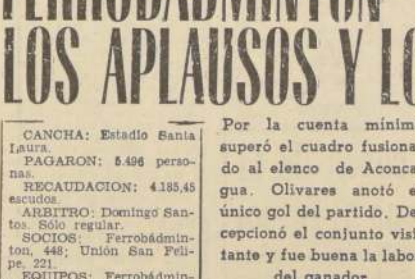 FERROBADMINTON
LOS APLAUSOS Y LO
CANCHA: Estadio Santa
Laura.
PAGARON: 5.496 perso-
nas.
RECAUDACION: 4.185,45
escudos.
ARBITRO: Domingo San-
tos. Sólo regular.
SOCIOS: Ferrobádmin-
ton, 448; Unión San Feli-
pe, 221.
EQUIPOS: Ferrobádmin-
Por la cuenta mínim
superó el cuadro fusiona
do al elenco de Aconca
gua. Olivares anotó e
único gol del partido. De
cepcionó el conjunto visi
tante y fue buena la labo
del ganador